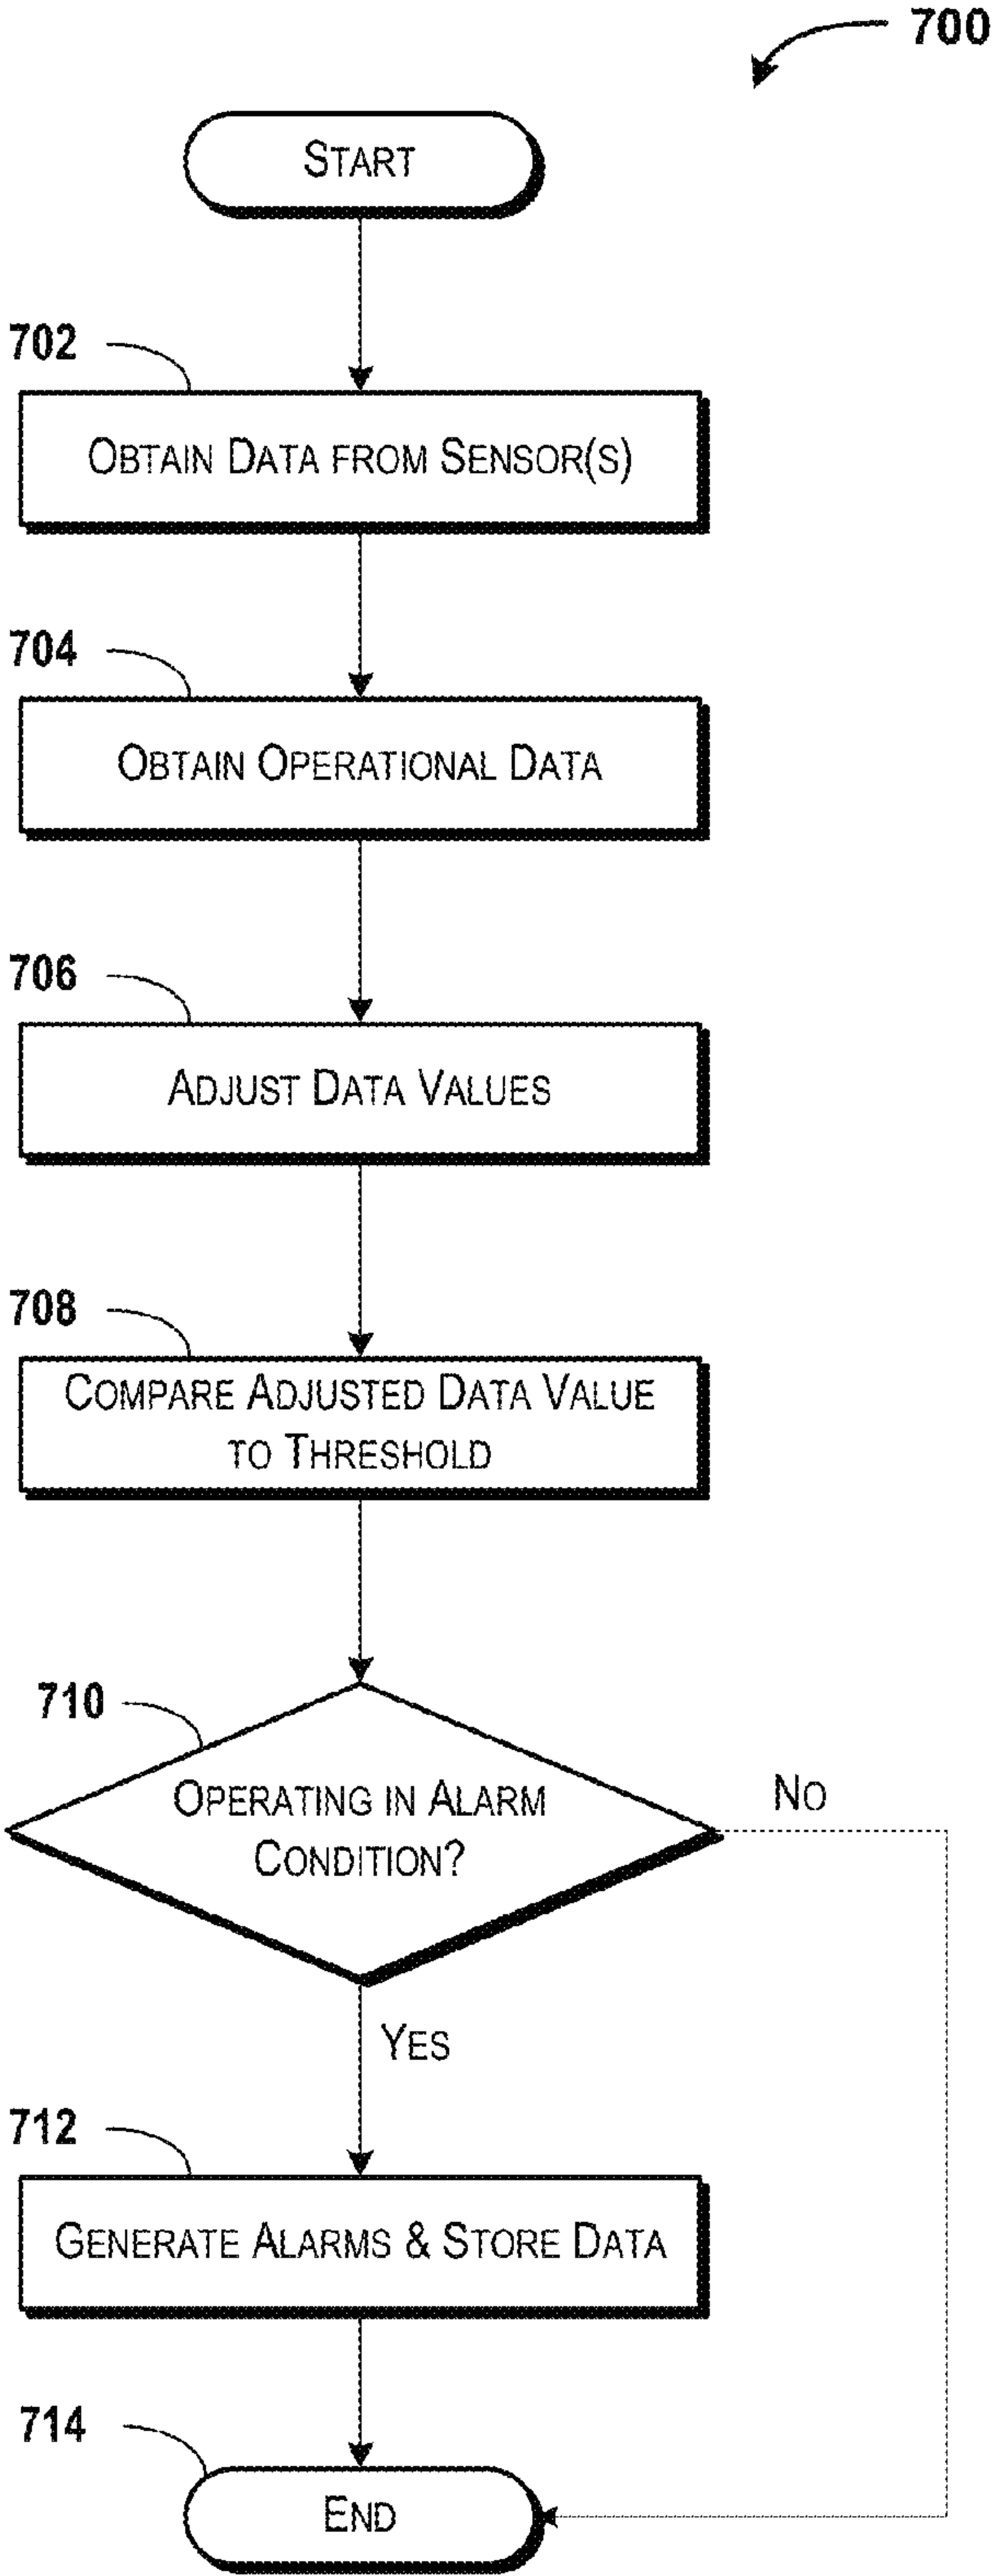 700
START
702
OBTAIN DATA FROM SENSOR(S)
704
OBTAIN OPERATIONAL DATA
706
ADJUST DATA VALUES
708
COMPARE ADJUSTED DATA VALUE
TO THRESHOLD
710
OPERATING IN ALARM
CONDITION?
NO
YES
712
GENERATE ALARMS & STORE DATA
714
END